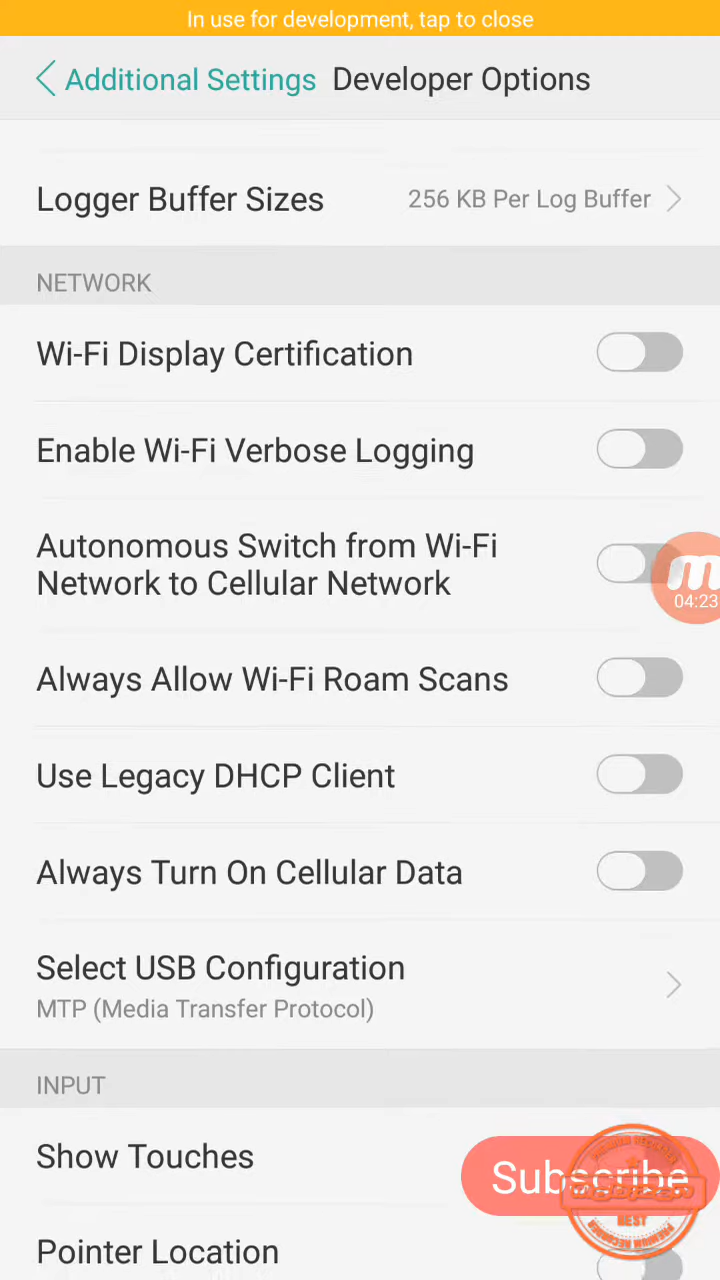 In use for development, tap to close
Additional Settings Developer Options
Logger Buffer Sizes 256 KB Per Log Buffer
NETWORK
Wi-Fi Display Certification
Enable Wi-Fi Verbose Logging
Autonomous Switch from Wi-Fi
Network to Cellular Network
04:23
Always Allow Wi-Fi Roam Scans
Use Legacy DHCP Client
Always Turn On Cellular Data
Select USB Configuration
MTP (Media Transfer Protocol)
INPUT
Show Touches
Subscribe
BEST
Pointer Location